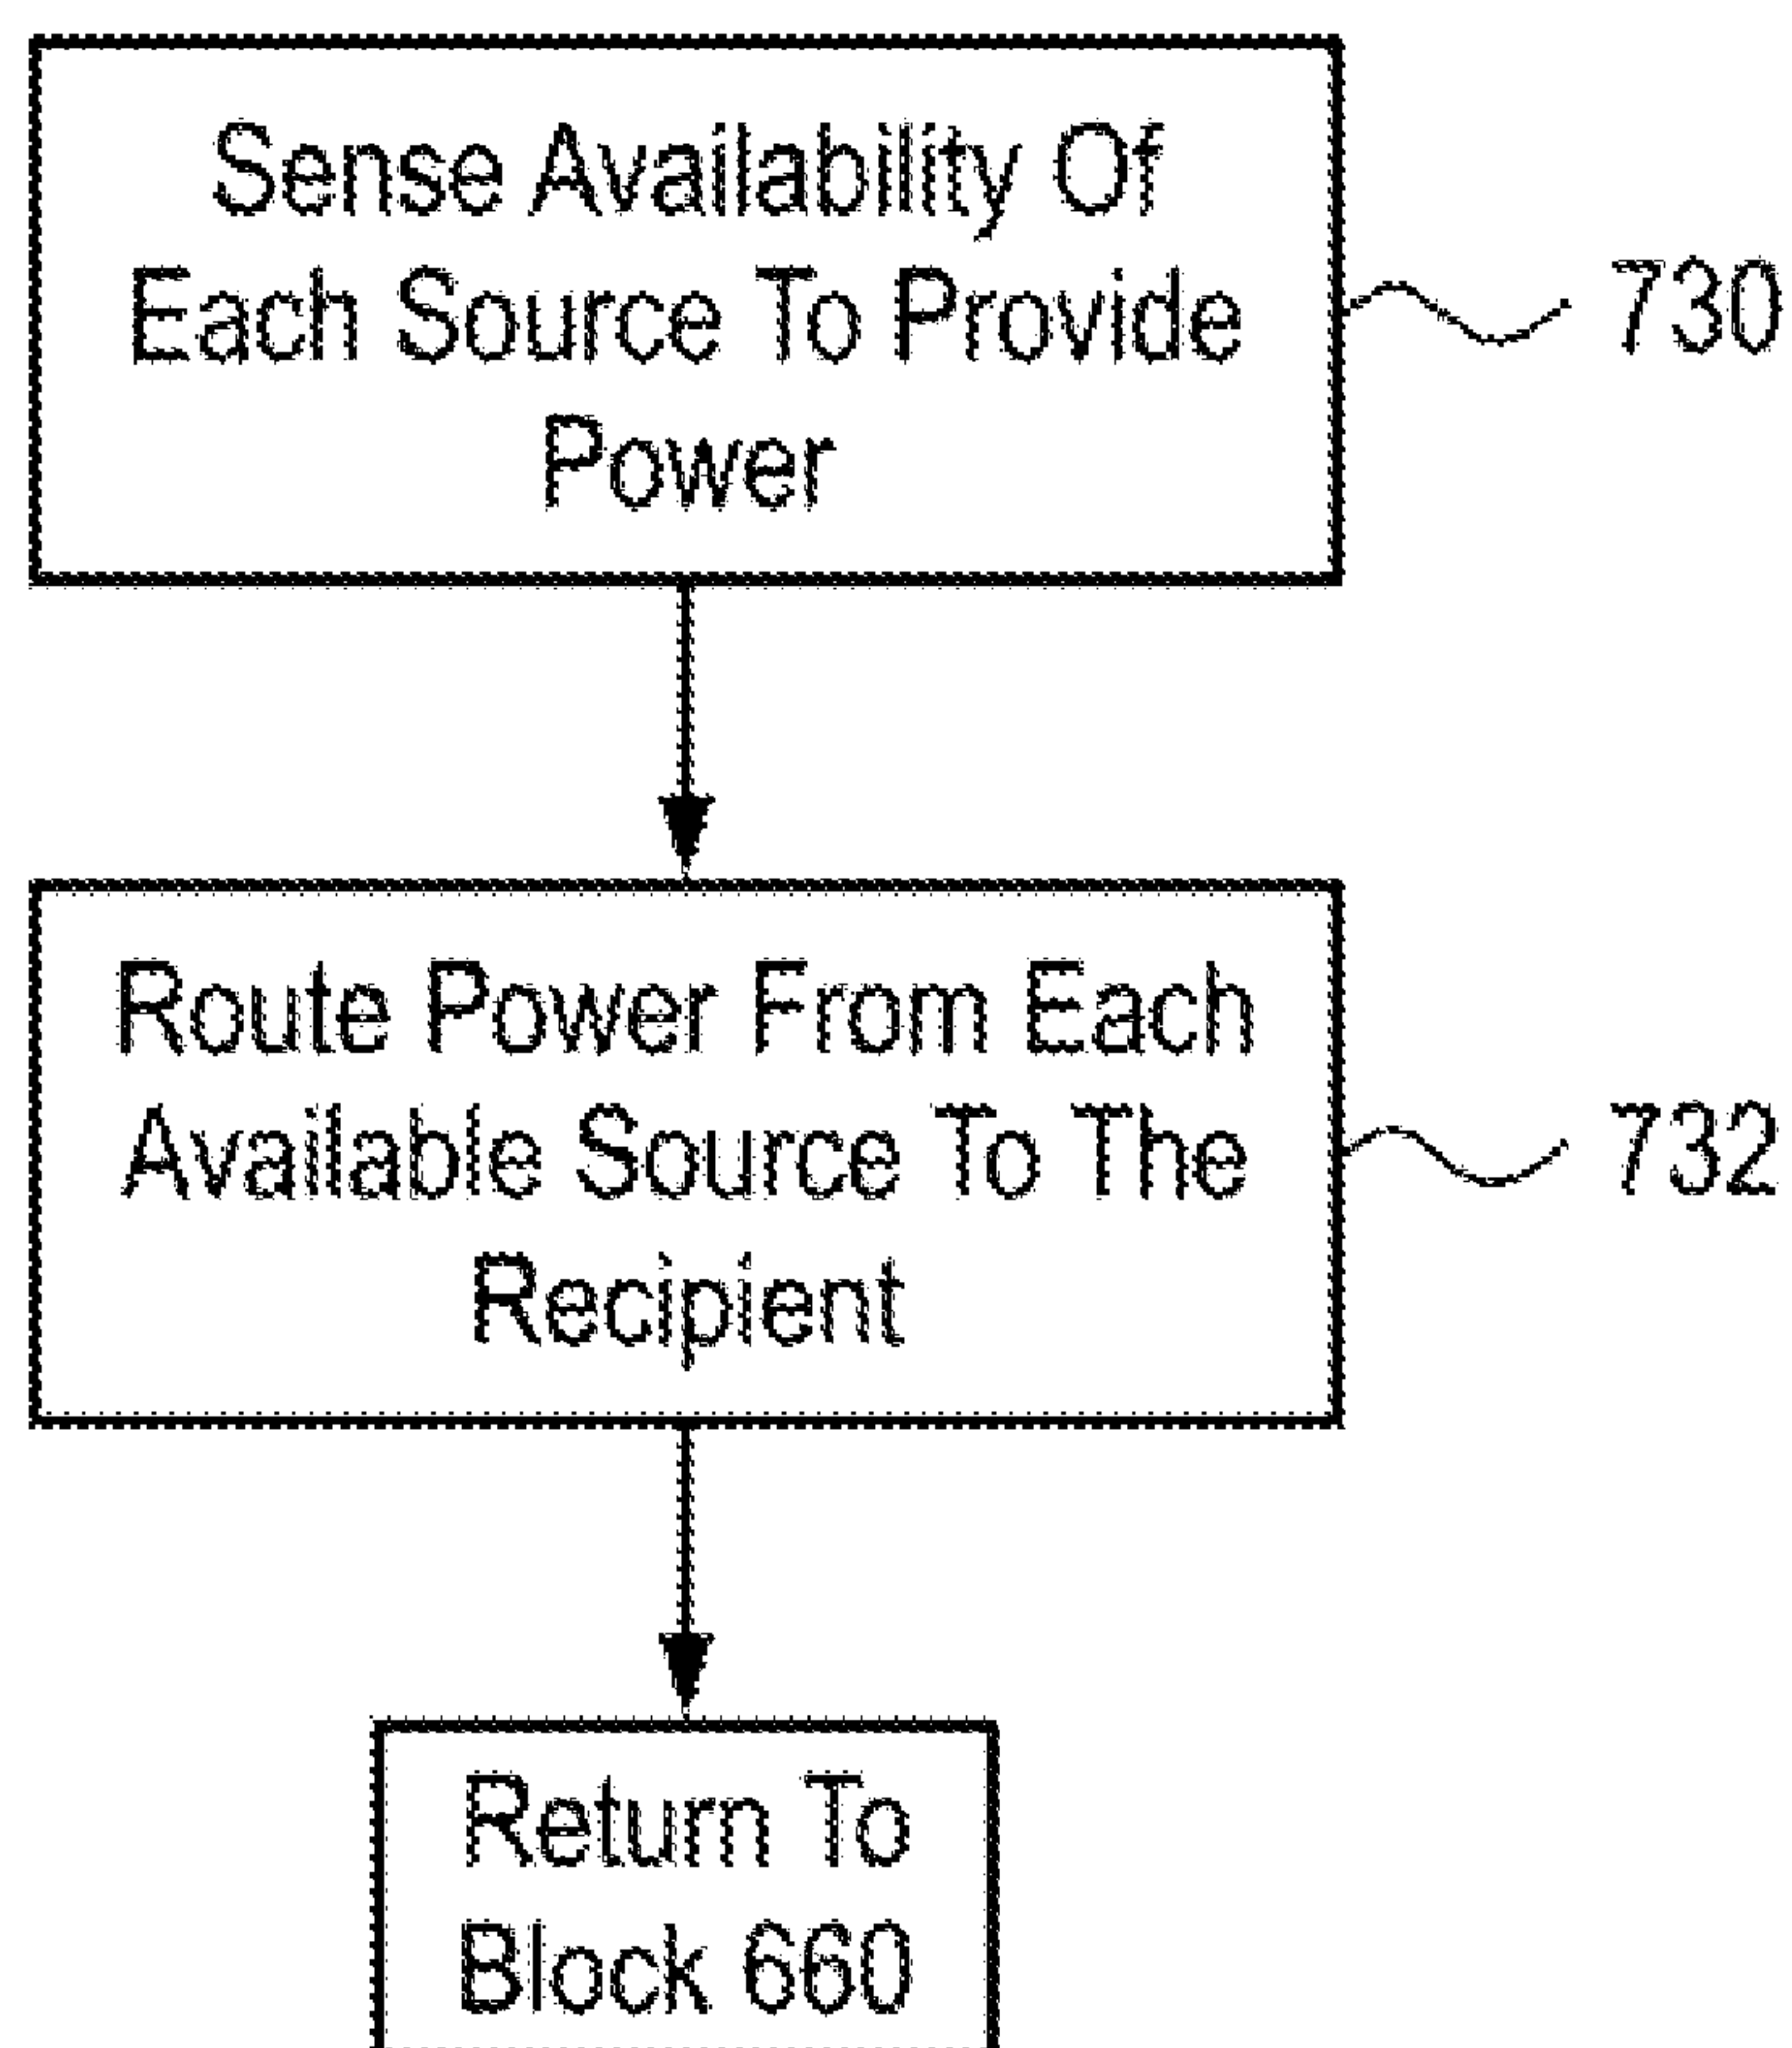 Sense Availability Of
Each Source To Provide
Power
730
Route Power From Each
Available Source To The
Recipient
732
Return To
Block 660